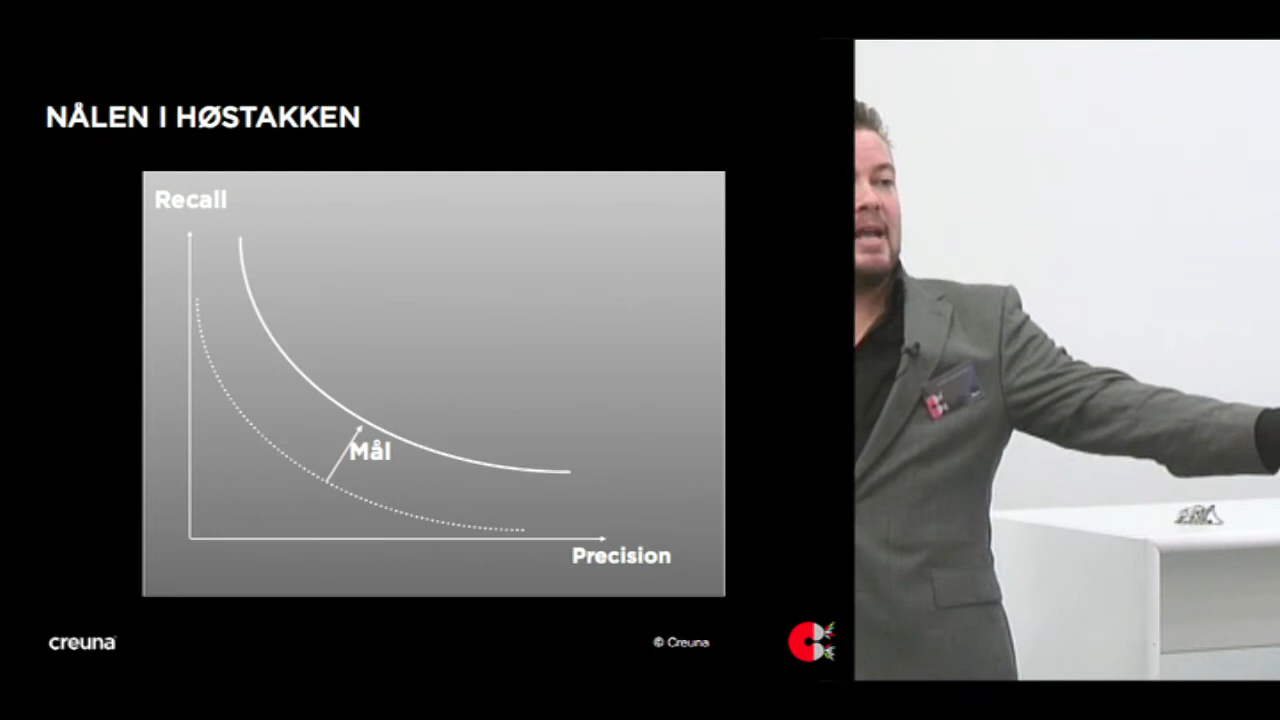 NÅLEN I HØSTAKKEN
Recall
Mål
Precision
creuna
© Creuna